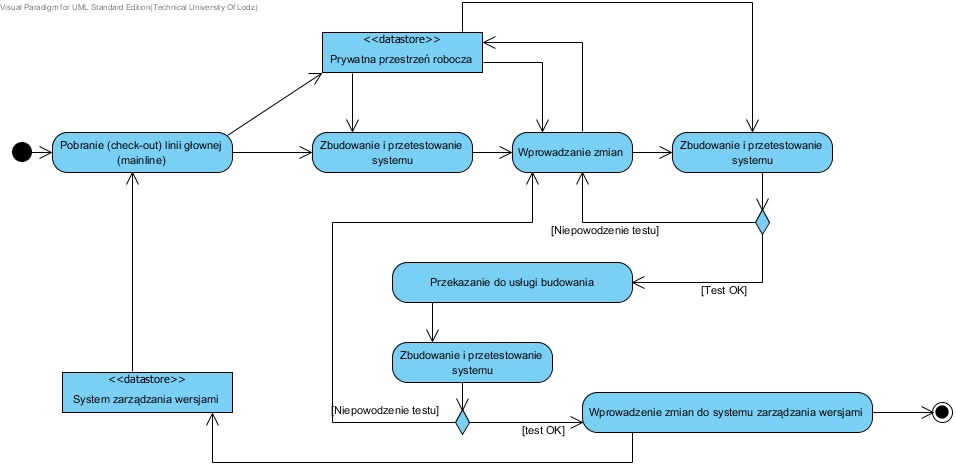 Visual Paradigm for UML Standard Edition(Technical University Of Lodz)
<<datastore>>
Prywatna przestrzeń robocza
Pobranie (check-out) linii głownej
(mainline)
Zbudowanie i przetestowanie
systemu
Wprowadzanie zmian
Zbudowanie i przetestowanie
systemu
[Niepowodzenie testu]
Przekazanie do usługi budowania
[Test OK]
Zbudowanie i przetestowanie
systemu
<<datastore>>
System zarządzania wersjami
[Niepowodzenie testu]
[test OK]
Wprowadzenie zmian do systemu zarządzania wersjami